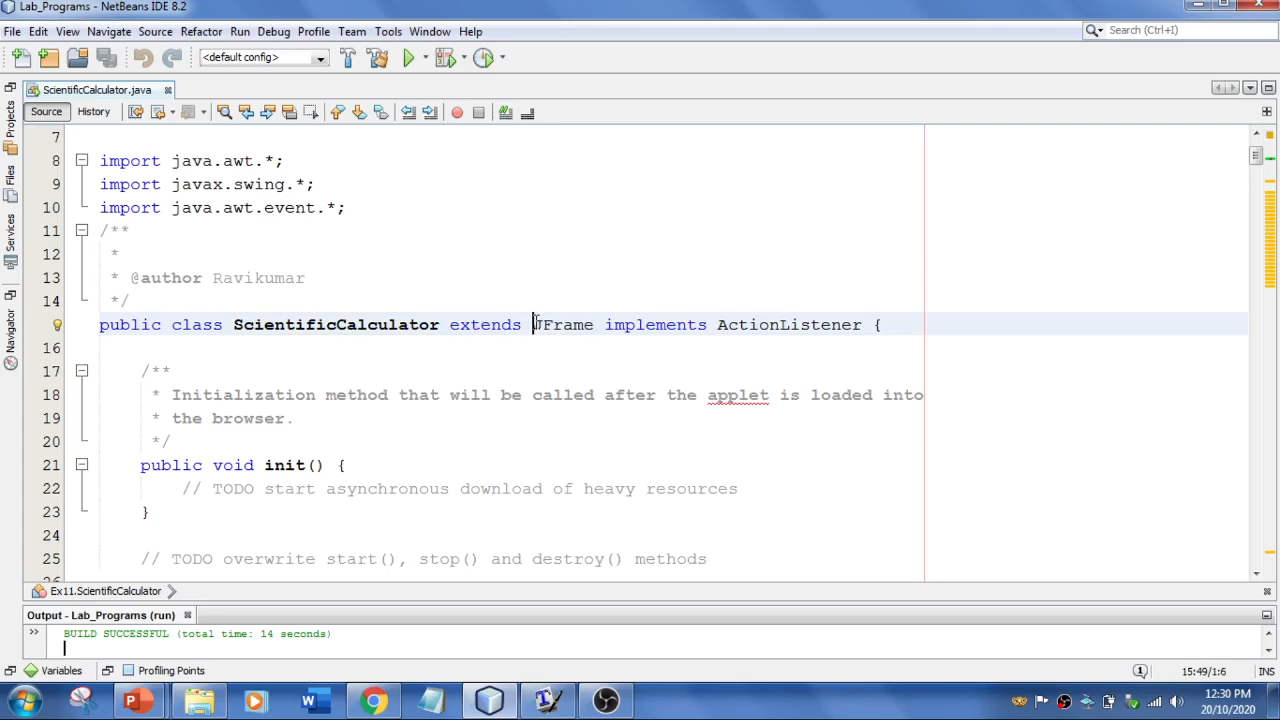 Lab_Programs - NetBeans IDE 8.2
File Edit View Navigate Source Refactor Run Debug Profile Team Tools Window Help
Search (Ctrl+I)
<default config>
ScientificCalculator.java
Source History
Projects
Files
Services
Navigator
7
8 import java.awt.*;
9 import javax.swing.*;
10 import java.awt.event.*;
11 /**
12 *
13 * @author Ravikumar
14 */
public class ScientificCalculator extends JFrame implements ActionListener {
16
17 /**
18 * Initialization method that will be called after the applet is loaded into
19 * the browser.
20 */
21 public void init() {
22 // TODO start asynchronous download of heavy resources
23 }
24
25 // TODO overwrite start(), stop() and destroy() methods
Ex11.ScientificCalculator
Output - Lab_Programs (run)
BUILD SUCCESSFUL (total time: 14 seconds)
Variables Profiling Points 1 15:49/1:6 INS
12:30 PM
20/10/2020